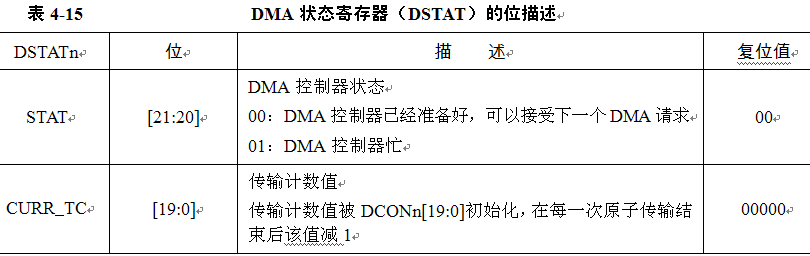 表 4-15 DMA 状态寄存器（DSTAT）的位描述
DSTATn 位 描 述 复位值
DMA 控制器状态
STAT [21:20] 00：DMA 控制器已经准备好，可以接受下一个 DMA 请求 00
01：DMA 控制器忙
传输计数值
CURR_TC [19:0] 传输计数值被 DCONn[19:0]初始化，在每一次原子传输结 00000
束后该值减 1